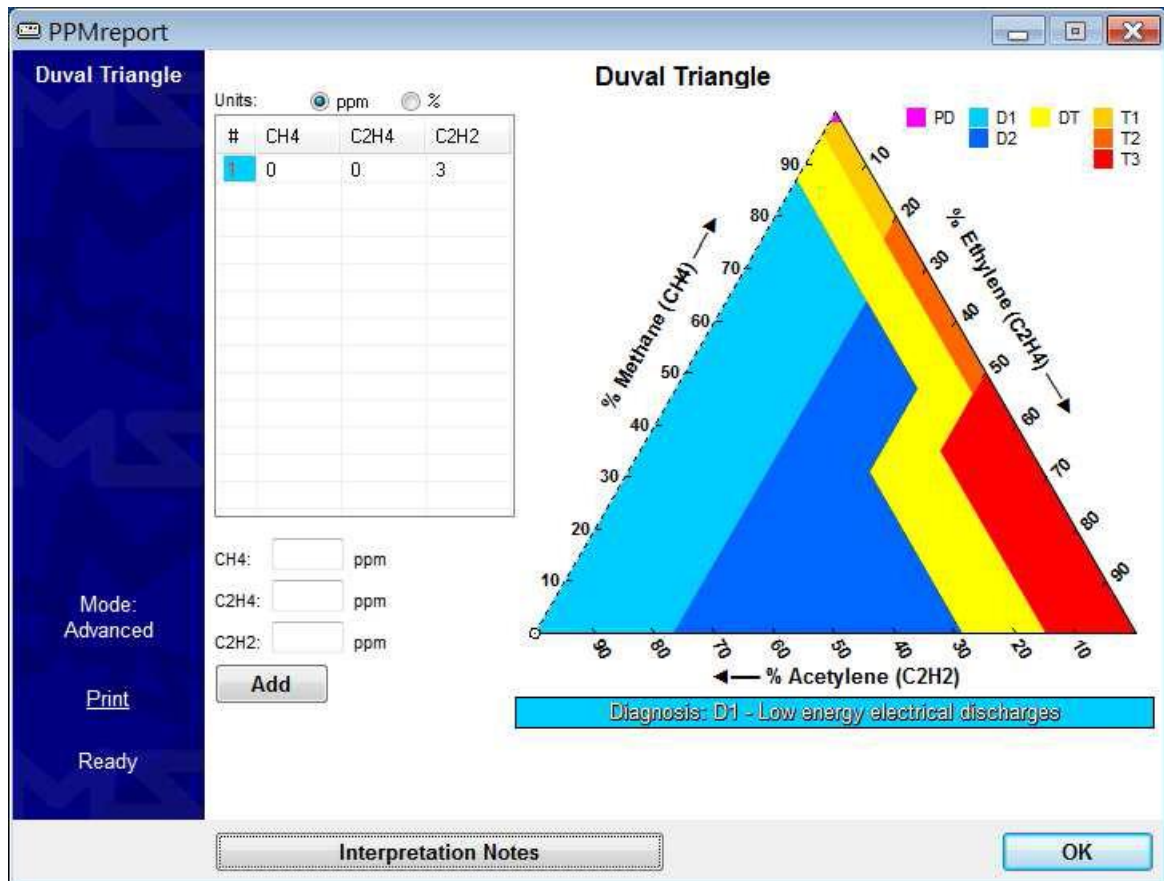 PPMreport
Duval Triangle
Mode:
Advanced
Print
Ready
Units: ppm %
# CH4 C2H4 C2H2
1 0 0 3
CH4: ppm
C2H4: ppm
C2H2: ppm
Add
Duval Triangle
PD D1 DT T1
D2 T2
T3
% Methane (CH4)
90
80
70
60
50
40
30
20
10
% Ethylene (C2H4)
10
20
30
40
50
60
70
80
90
90 80 70 60 50 40 30 20 10
% Acetylene (C2H2)
Diagnosis: D1 - Low energy electrical discharges
Interpretation Notes
OK